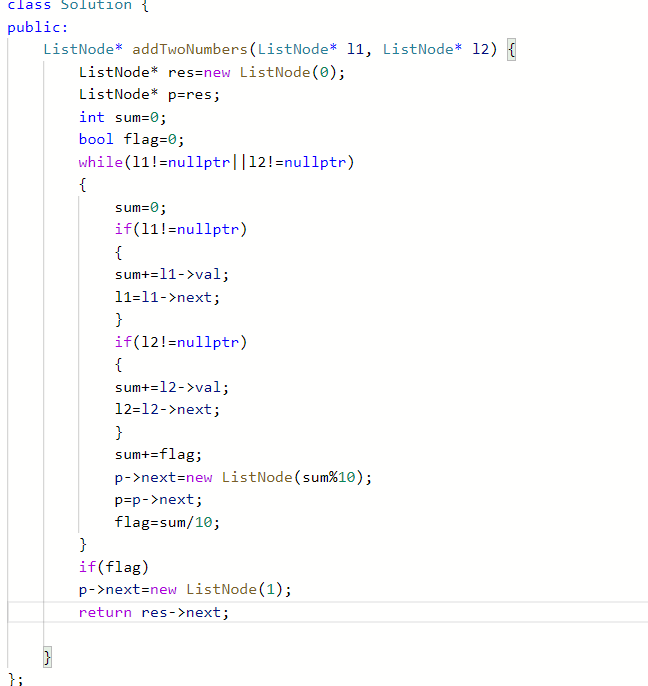 class Solution {
public:
    ListNode* addTwoNumbers(ListNode* l1, ListNode* l2) {
        ListNode* res=new ListNode(0);
        ListNode* p=res;
        int sum=0;
        bool flag=0;
        while(l1!=nullptr||l2!=nullptr)
        {
            sum=0;
            if(l1!=nullptr)
            {
            sum+=l1->val;
            l1=l1->next;
            }
            if(l2!=nullptr)
            {
            sum+=l2->val;
            l2=l2->next;
            }
            sum+=flag;
            p->next=new ListNode(sum%10);
            p=p->next;
            flag=sum/10;
        }
        if(flag)
        p->next=new ListNode(1);
        return res->next;
    }
};